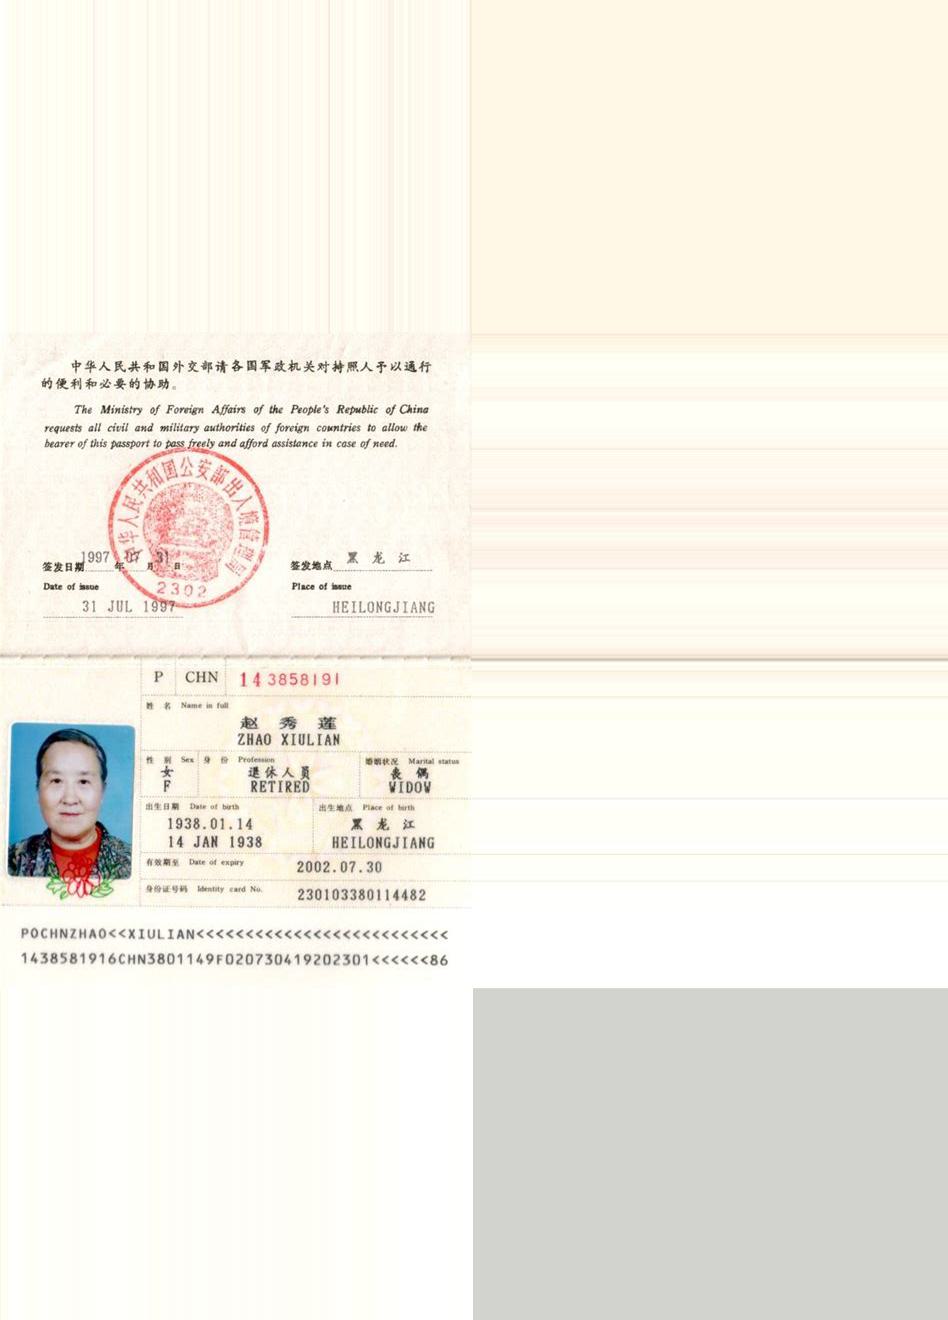 中华人民共和国外交部请各国军政机关对持照人予以通行
的便利和必要的协助。
The Ministry of Foreign Affairs of the People's Republic of China
requests all civil and military authorities of foreign countries to allow the
bearer of this passport to pass freely and afford assistance in case of need.
中华人民共和国公安部出入境管理局
2302
签发日期 1997 年 07 月 31 日
签发地点 黑 龙 江
Date of issue
Place of issue
31 JUL 1997
HEILONGJIANG
P CHN 143858191
姓 名 Name in full
赵 秀 莲
ZHAO XIULIAN
性 别 Sex 身 份 Profession 婚姻状况 Marital status
女 退休人员 丧 偶
F RETIRED WIDOW
出生日期 Date of birth 出生地点 Place of birth
1938.01.14 黑 龙 江
14 JAN 1938 HEILONGJIANG
有效期至 Date of expiry 2002.07.30
身份证号码 Identity card No. 230103380114482
POCHNZHAO<<XIULIAN<<<<<<<<<<<<<<<<<<<<<<<<<<
1438581916CHN3801149F020730419202301<<<<<<86